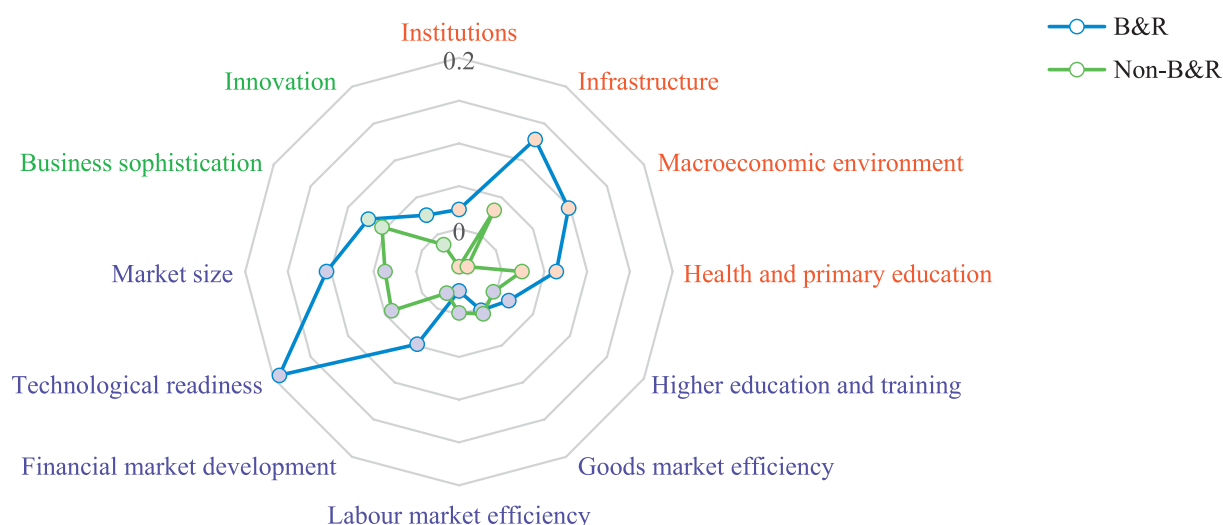 Institutions
0.2
B&R
Non-B&R
Innovation
Infrastructure
Business sophistication
Macroeconomic environment
0
Market size
Health and primary education
Technological readiness
Higher education and training
Financial market development
Goods market efficiency
Labour market efficiency